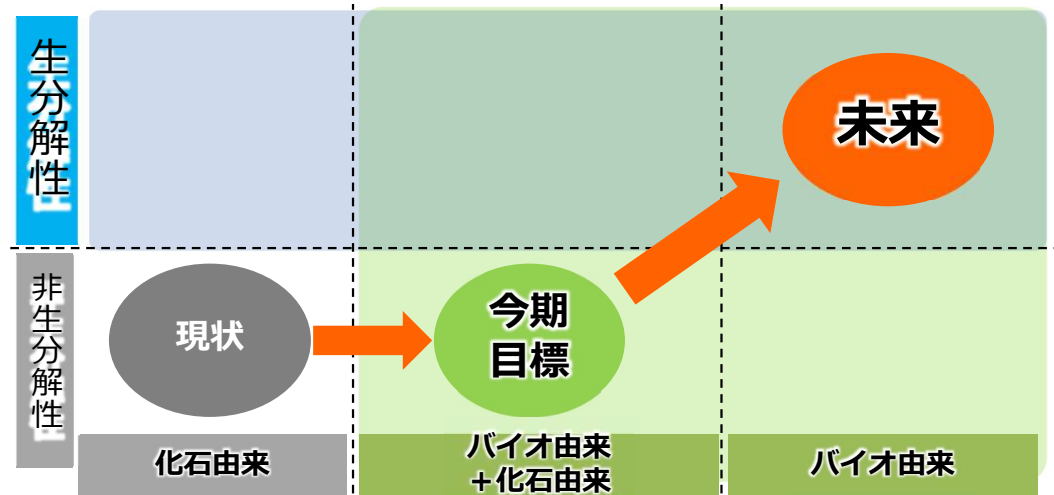 生分解性
未来
非生分解性
現状
今期
目標
化石由来
バイオ由来
＋化石由来
バイオ由来